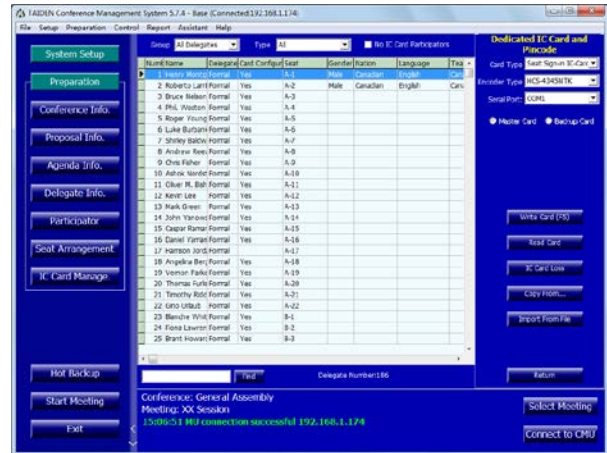 TAIDEN Conference Management System 5.7.4 - Base (Connected:192.168.1.174)
File Setup Preparation Control Report Assistant Help
System Setup
Preparation
Conference Info.
Proposal Info.
Agenda Info.
Delegate Info.
Participator
Seat Arrangement
IC Card Manage.
Hot Backup
Start Meeting
Exit
Group All Delegates Type All No IC Card Participators
Numb Name Delegate Card Configur Seat Gender Nation Language
1 Henry Formal Yes A-1 Male Canadian English
2 Roberto Formal Yes A-2 Male Canadian English
3 Bruce Nelson Formal Yes A-3
4 Phil. Formal Yes A-4
5 Roger Young Formal Yes A-5
6 Luke Formal Yes A-6
7 Shirley Formal Yes A-7
8 Andrew Formal Yes A-8
9 Chris Fisher Formal Yes A-9
10 Ashok Formal Yes A-10
11 Oliver M. Formal Yes A-11
12 Kevin Lee Formal Yes A-12
13 Mark Green Formal Yes A-13
14 John Formal Yes A-14
15 Caspar Formal Yes A-15
16 Daniel Formal Yes A-16
17 Formal Yes A-17
18 Angelina Formal Yes A-18
19 Vernon Formal Yes A-19
20 Thomas Formal Yes A-20
21 Timothy Formal Yes A-21
22 Gino Formal Yes A-22
23 Blanche Formal Yes B-1
24 Fiona Formal Yes B-2
25 Brant Formal Yes B-3
Find Delegate Number:186
Dedicated IC Card and
Pincode
Card Type Seat Sign-in IC-Car
Encoder Type HCS-4345NTK
Serial Port: COM1
Master Card Backup Card
Write Card (F5)
Read Card
IC Card Loss
Copy From...
Import From File
Return
Conference: General Assembly
Meeting: XX Session
15:06:51 MU connection successful 192.168.1.174
Select Meeting
Connect to CMU